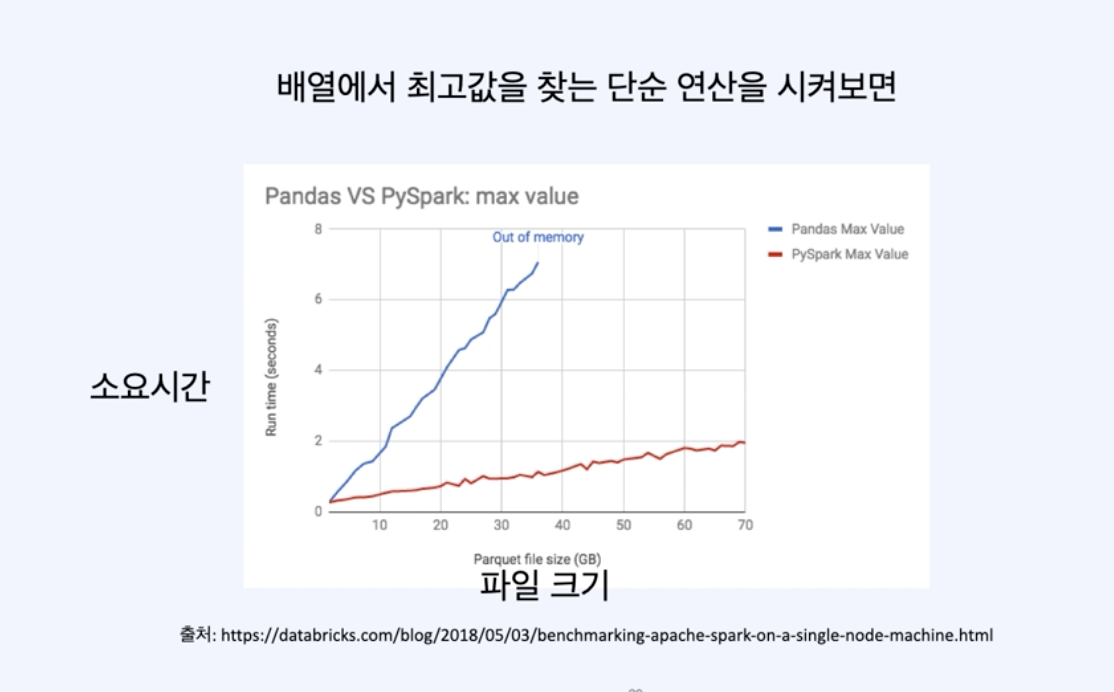 배열에서 최고값을 찾는 단순 연산을 시켜보면
Pandas VS PySpark: max value
8
6
4
2
0
Out of memory
Pandas Max Value
PySpark Max Value
소요시간
Run time (seconds)
10 20 30 40 50 60 70
Parquet file size (GB)
파일 크기
출처: https://databricks.com/blog/2018/05/03/benchmarking-apache-spark-on-a-single-node-machine.html